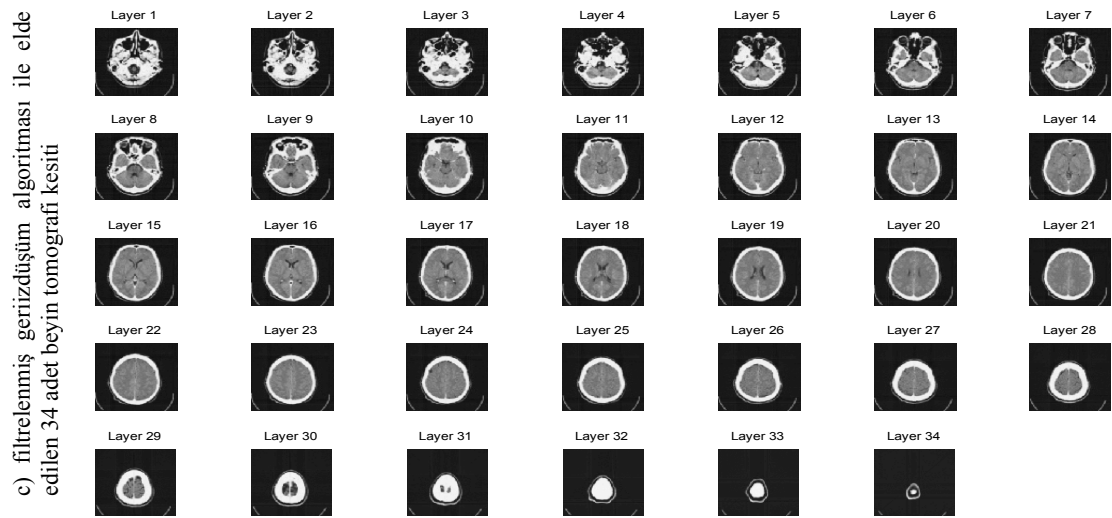 c) filtrelenmiş geriizdüşüm algoritması ile elde
edilen 34 adet beyin tomografi kesiti
Layer 1
Layer 2
Layer 3
Layer 4
Layer 5
Layer 6
Layer 7
Layer 8
Layer 9
Layer 10
Layer 11
Layer 12
Layer 13
Layer 14
Layer 15
Layer 16
Layer 17
Layer 18
Layer 19
Layer 20
Layer 21
Layer 22
Layer 23
Layer 24
Layer 25
Layer 26
Layer 27
Layer 28
Layer 29
Layer 30
Layer 31
Layer 32
Layer 33
Layer 34